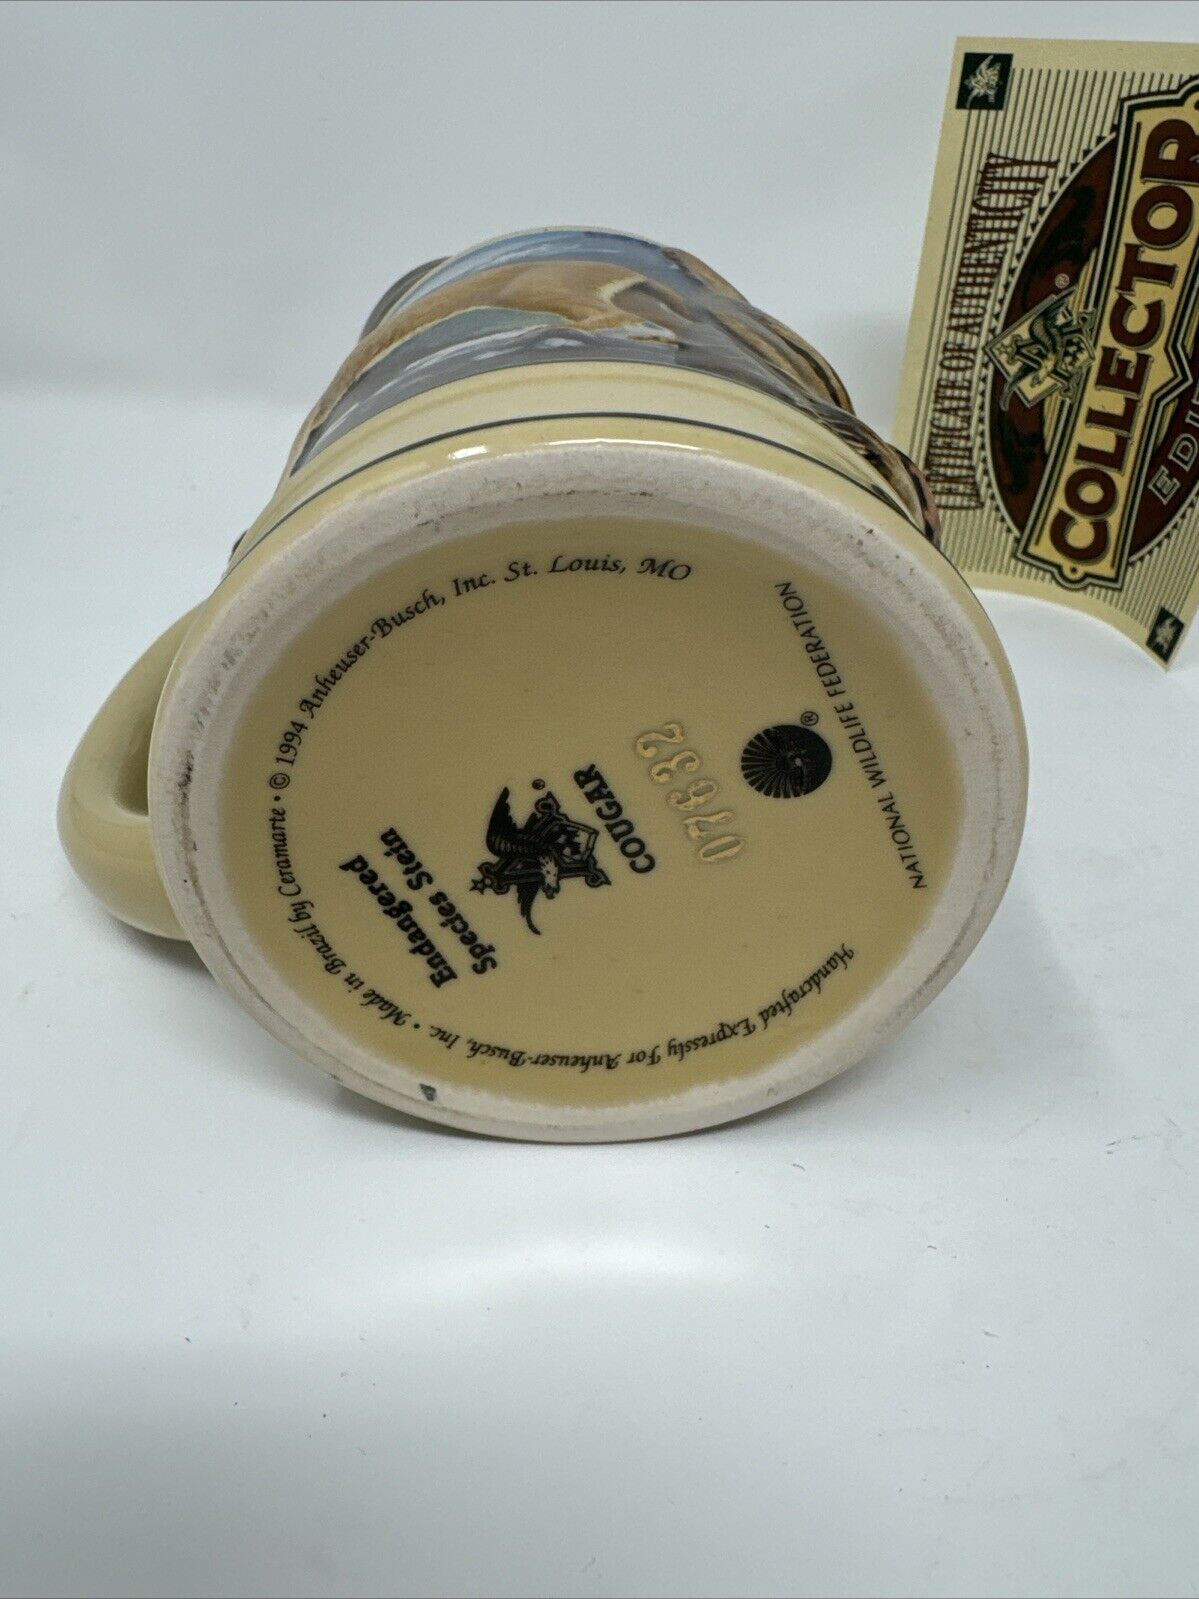 Handcrafted Expressly For Anheuser-Busch, Inc. • Made in Brazil by Ceramarte • © 1994 Anheuser-Busch, Inc. St. Louis, MO
Endangered
Species Stein
®
COUGAR
07632
®
NATIONAL WILDLIFE FEDERATION
CERTIFICATE OF AUTHENTICITY
®
COLLECTOR